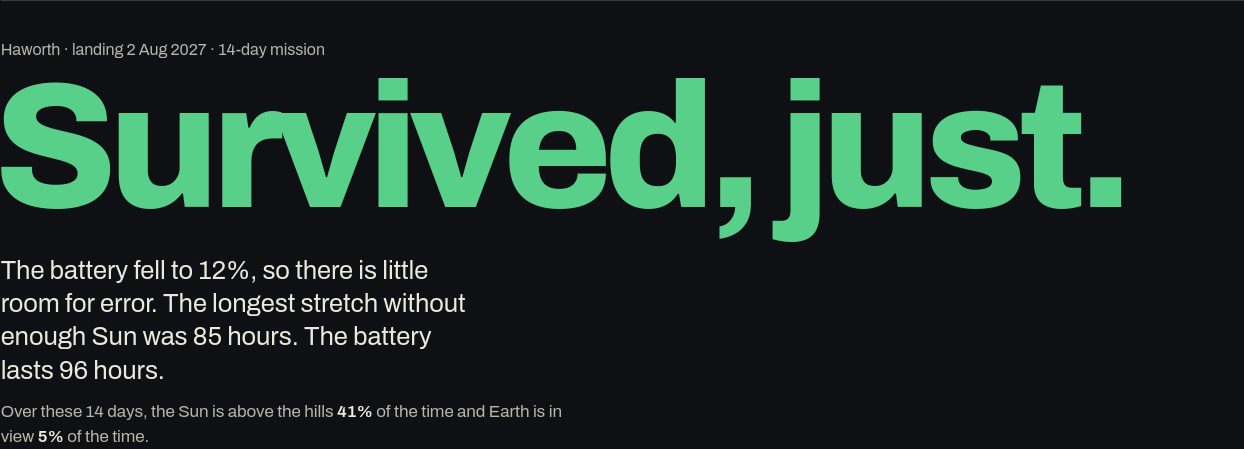 Haworth · landing 2 Aug 2027 · 14-day mission
Survived, just.
The battery fell to 12%, so there is little
room for error. The longest stretch without
enough Sun was 85 hours. The battery
lasts 96 hours.
Over these 14 days, the Sun is above the hills 41% of the time and Earth is in
view 5% of the time.